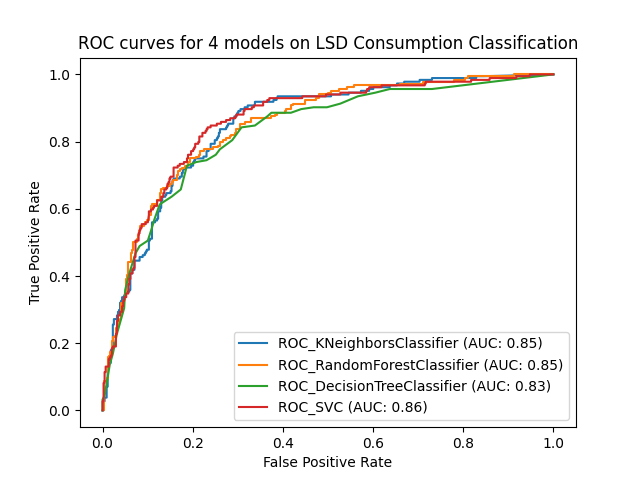 ROC curves for 4 models on LSD Consumption Classification
True Positive Rate
1.0
0.8
0.6
0.4
0.2
0.0
ROC_KNeighborsClassifier (AUC: 0.85)
ROC_RandomForestClassifier (AUC: 0.85)
ROC_DecisionTreeClassifier (AUC: 0.83)
ROC_SVC (AUC: 0.86)
0.0 0.2 0.4 0.6 0.8 1.0
False Positive Rate